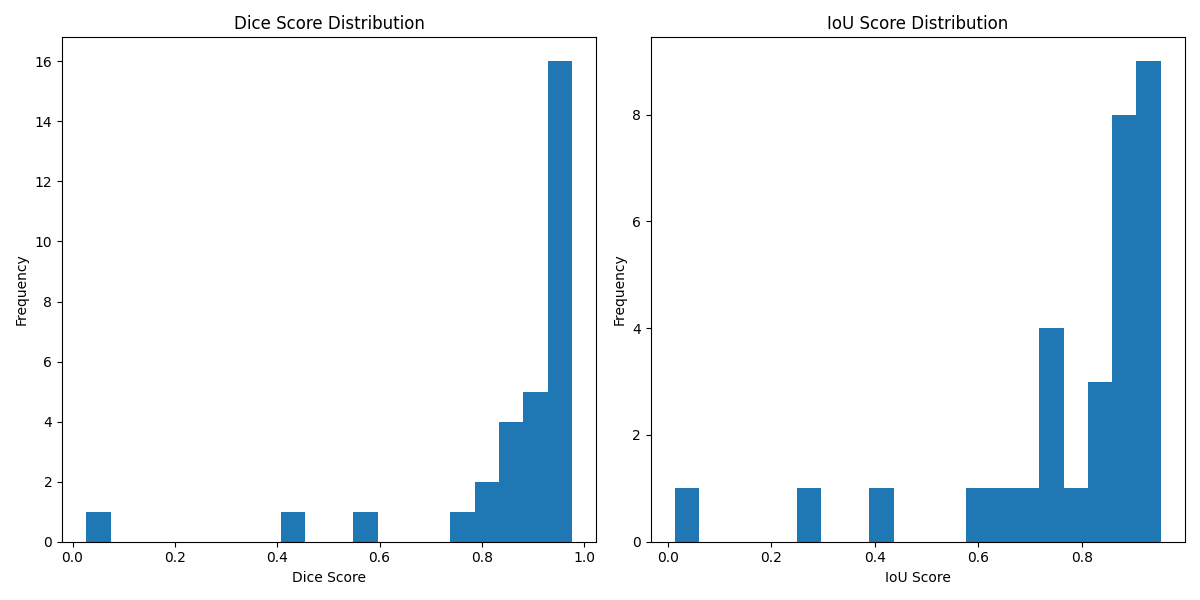 Dice Score Distribution
Frequency
16
14
12
10
8
6
4
2
0
0.0 0.2 0.4 0.6 0.8 1.0
Dice Score
IoU Score Distribution
Frequency
8
6
4
2
0
0.0 0.2 0.4 0.6 0.8
IoU Score